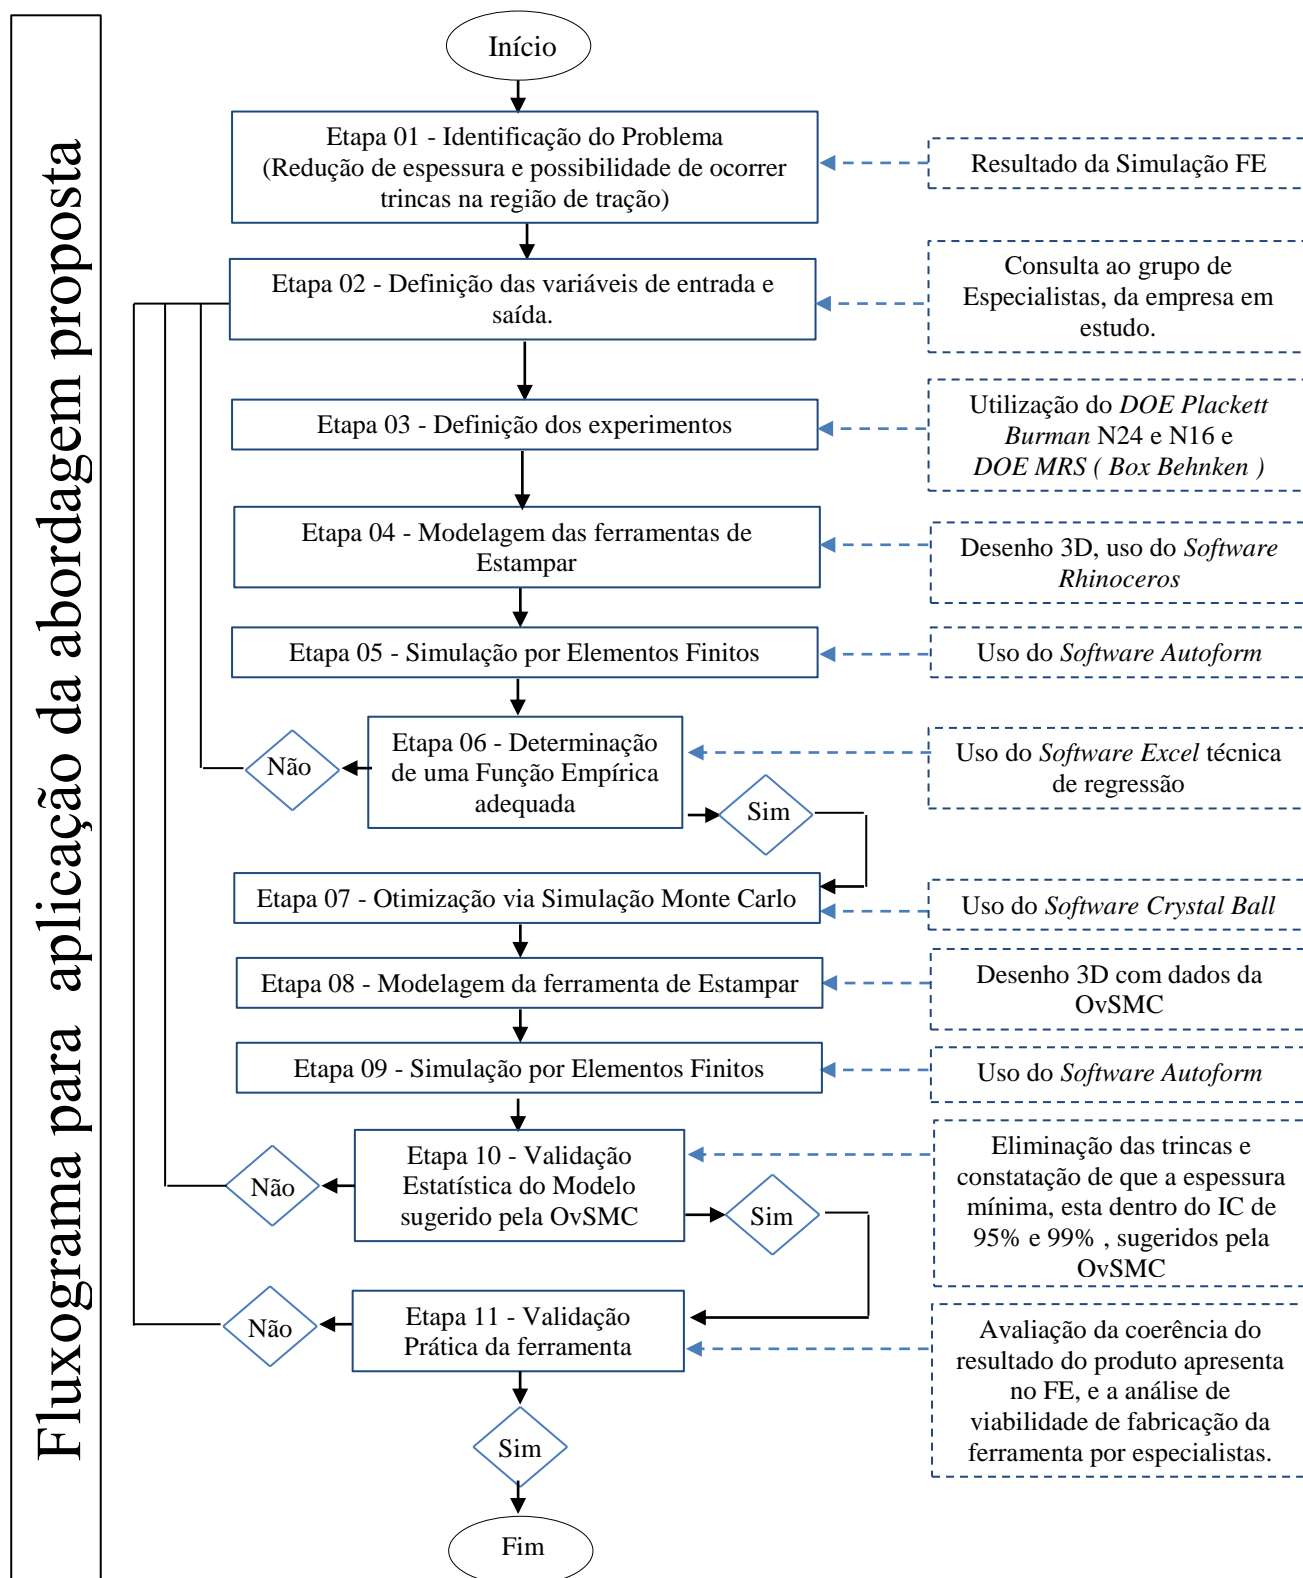 Fluxograma para aplicação da abordagem proposta
Início
Etapa 01 - Identificação do Problema
(Redução de espessura e possibilidade de ocorrer
trincas na região de tração)
Resultado da Simulação FE
Etapa 02 - Definição das variáveis de entrada e
saída.
Consulta ao grupo de
Especialistas, da empresa em
estudo.
Etapa 03 - Definição dos experimentos
Utilização do DOE Plackett
Burman N24 e N16 e
DOE MRS ( Box Behnken )
Etapa 04 - Modelagem das ferramentas de
Estampar
Desenho 3D, uso do Software
Rhinoceros
Etapa 05 - Simulação por Elementos Finitos
Uso do Software Autoform
Etapa 06 - Determinação
de uma Função Empírica
adequada
Não
Sim
Uso do Software Excel técnica
de regressão
Etapa 07 - Otimização via Simulação Monte Carlo
Uso do Software Crystal Ball
Etapa 08 - Modelagem da ferramenta de Estampar
Desenho 3D com dados da
OvSMC
Etapa 09 - Simulação por Elementos Finitos
Uso do Software Autoform
Etapa 10 - Validação
Estatística do Modelo
sugerido pela OvSMC
Não
Sim
Eliminação das trincas e
constatação de que a espessura
mínima, esta dentro do IC de
95% e 99% , sugeridos pela
OvSMC
Etapa 11 - Validação
Prática da ferramenta
Não
Avaliação da coerência do
resultado do produto apresenta
no FE, e a análise de
viabilidade de fabricação da
ferramenta por especialistas.
Sim
Fim